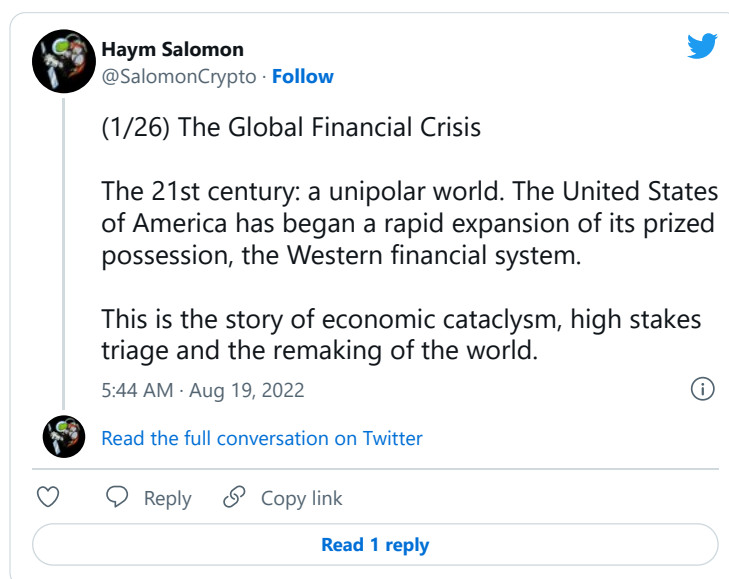 Haym Salomon
@SalomonCrypto · Follow
(1/26) The Global Financial Crisis
The 21st century: a unipolar world. The United States
of America has began a rapid expansion of its prized
possession, the Western financial system.
This is the story of economic cataclysm, high stakes
triage and the remaking of the world.
5:44 AM · Aug 19, 2022
Read the full conversation on Twitter
Reply Copy link
Read 1 reply